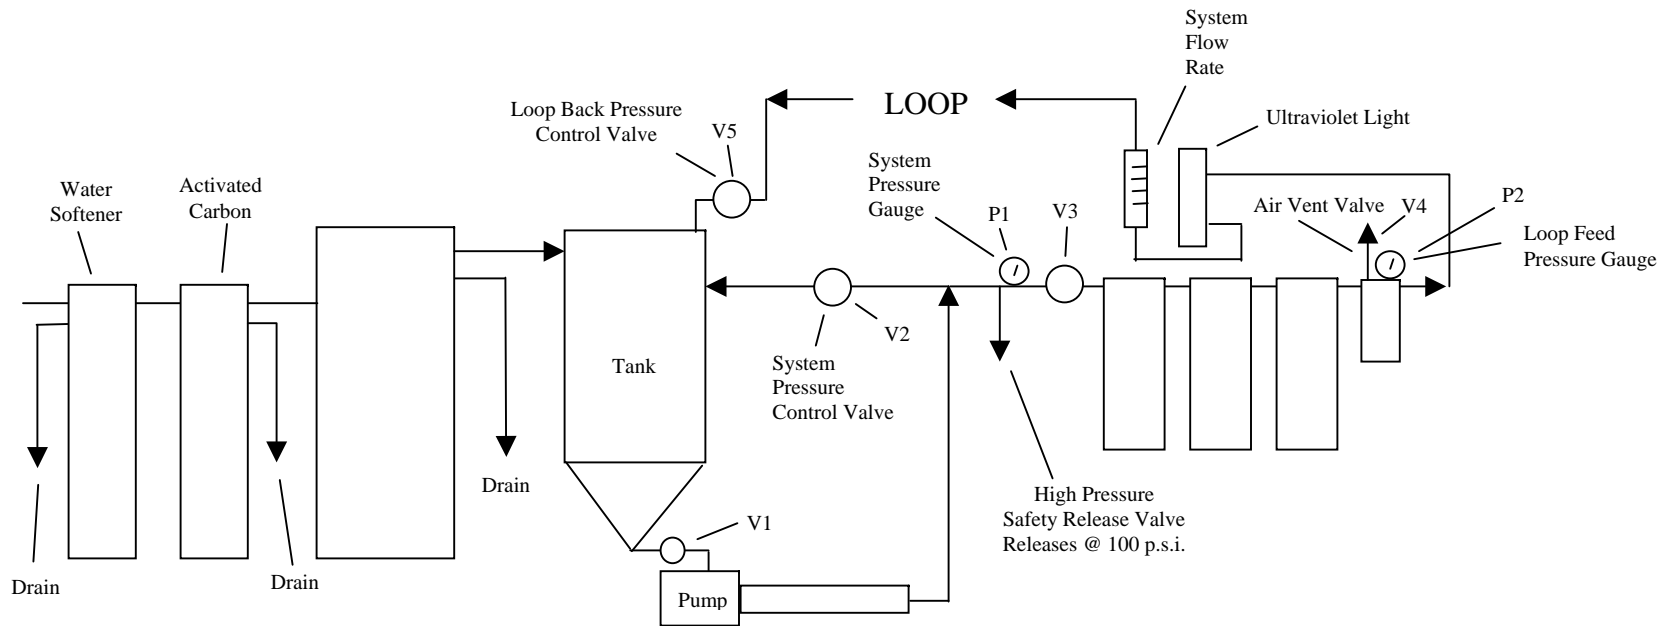 System
Flow
Rate
LOOP
Ultraviolet Light
Loop Back Pressure
Control Valve
V5
System
Pressure
Gauge
P1
V3
Air Vent Valve
V4
P2
Loop Feed
Pressure Gauge
Water
Softener
Activated
Carbon
Tank
V2
System
Pressure
Control Valve
Drain
High Pressure
Safety Release Valve
Releases @ 100 p.s.i.
V1
Drain
Drain
Pump